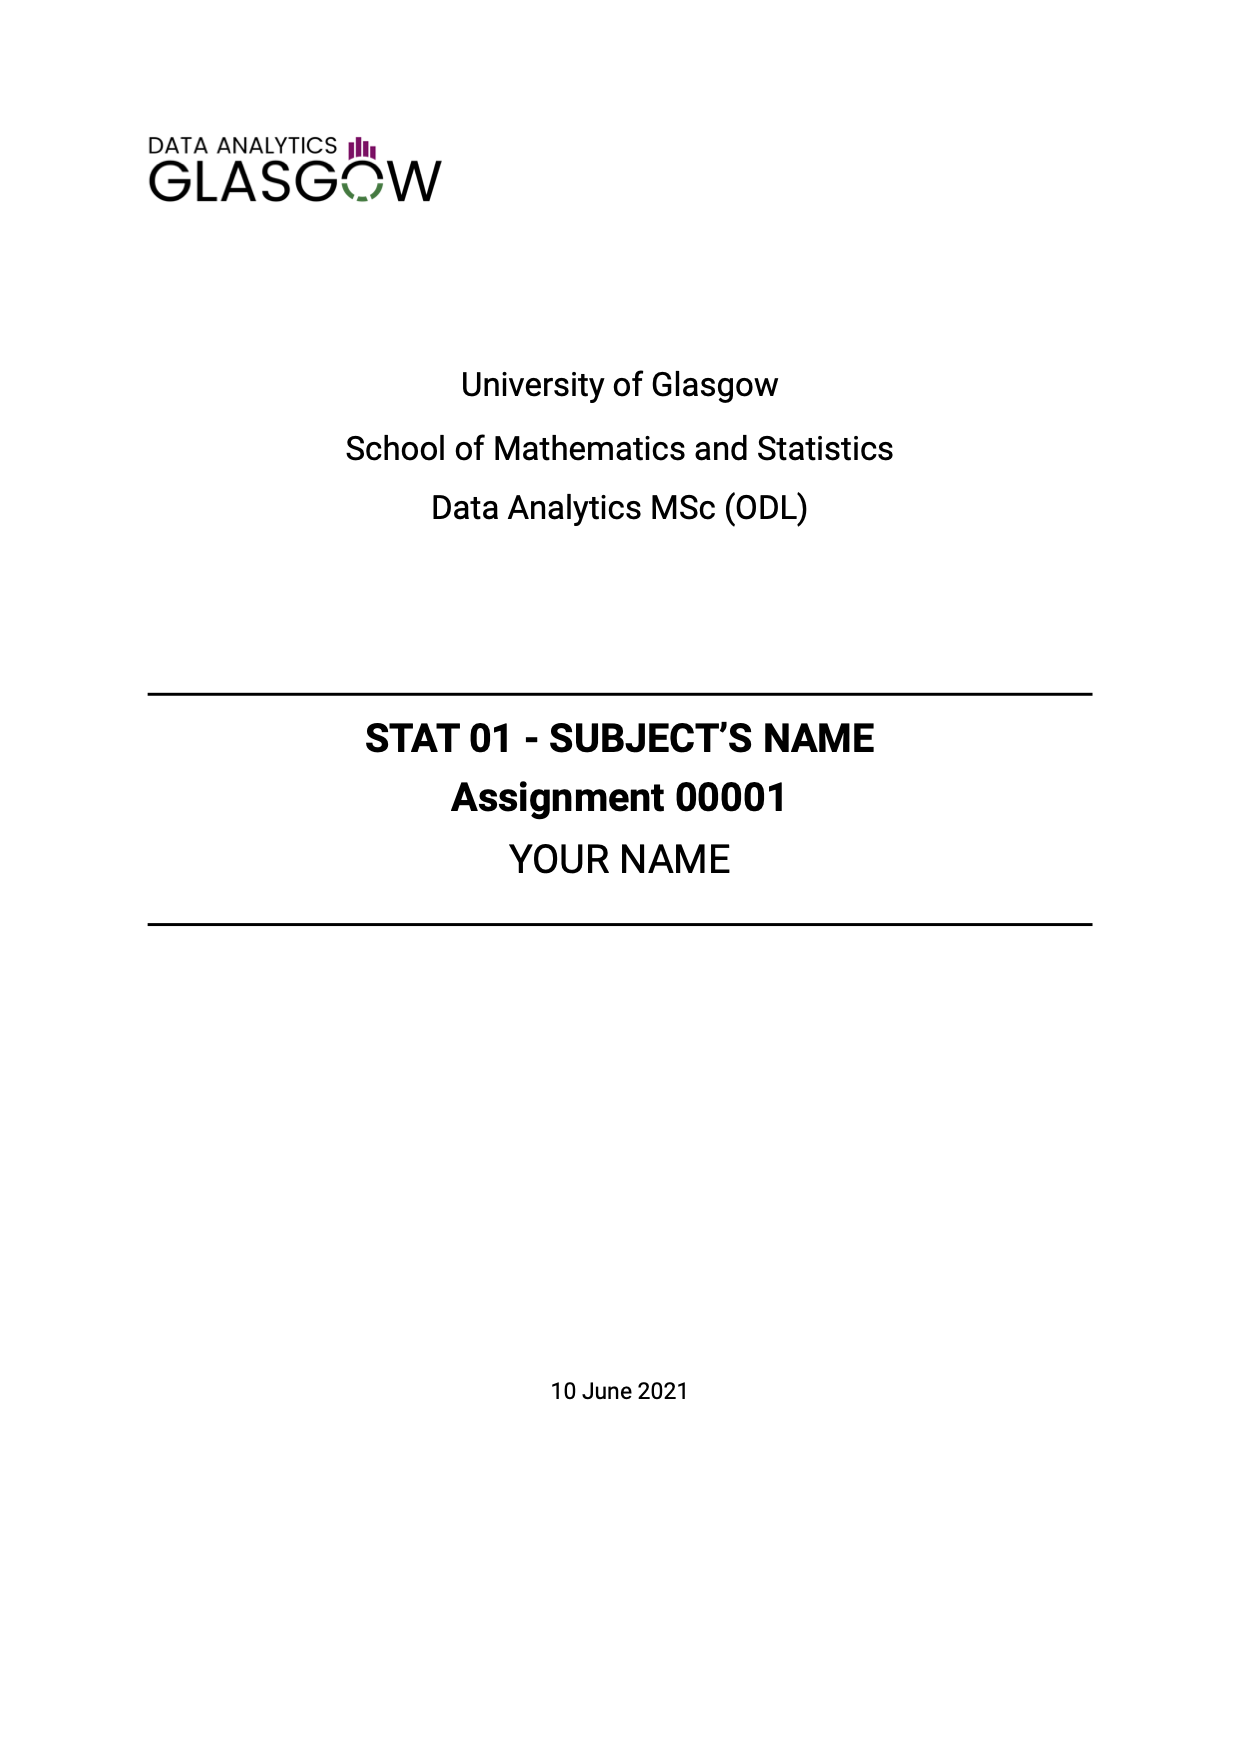 DATA ANALYTICS
GLASGOW
University of Glasgow
School of Mathematics and Statistics
Data Analytics MSc (ODL)
STAT 01 - SUBJECT’S NAME
Assignment 00001
YOUR NAME
10 June 2021